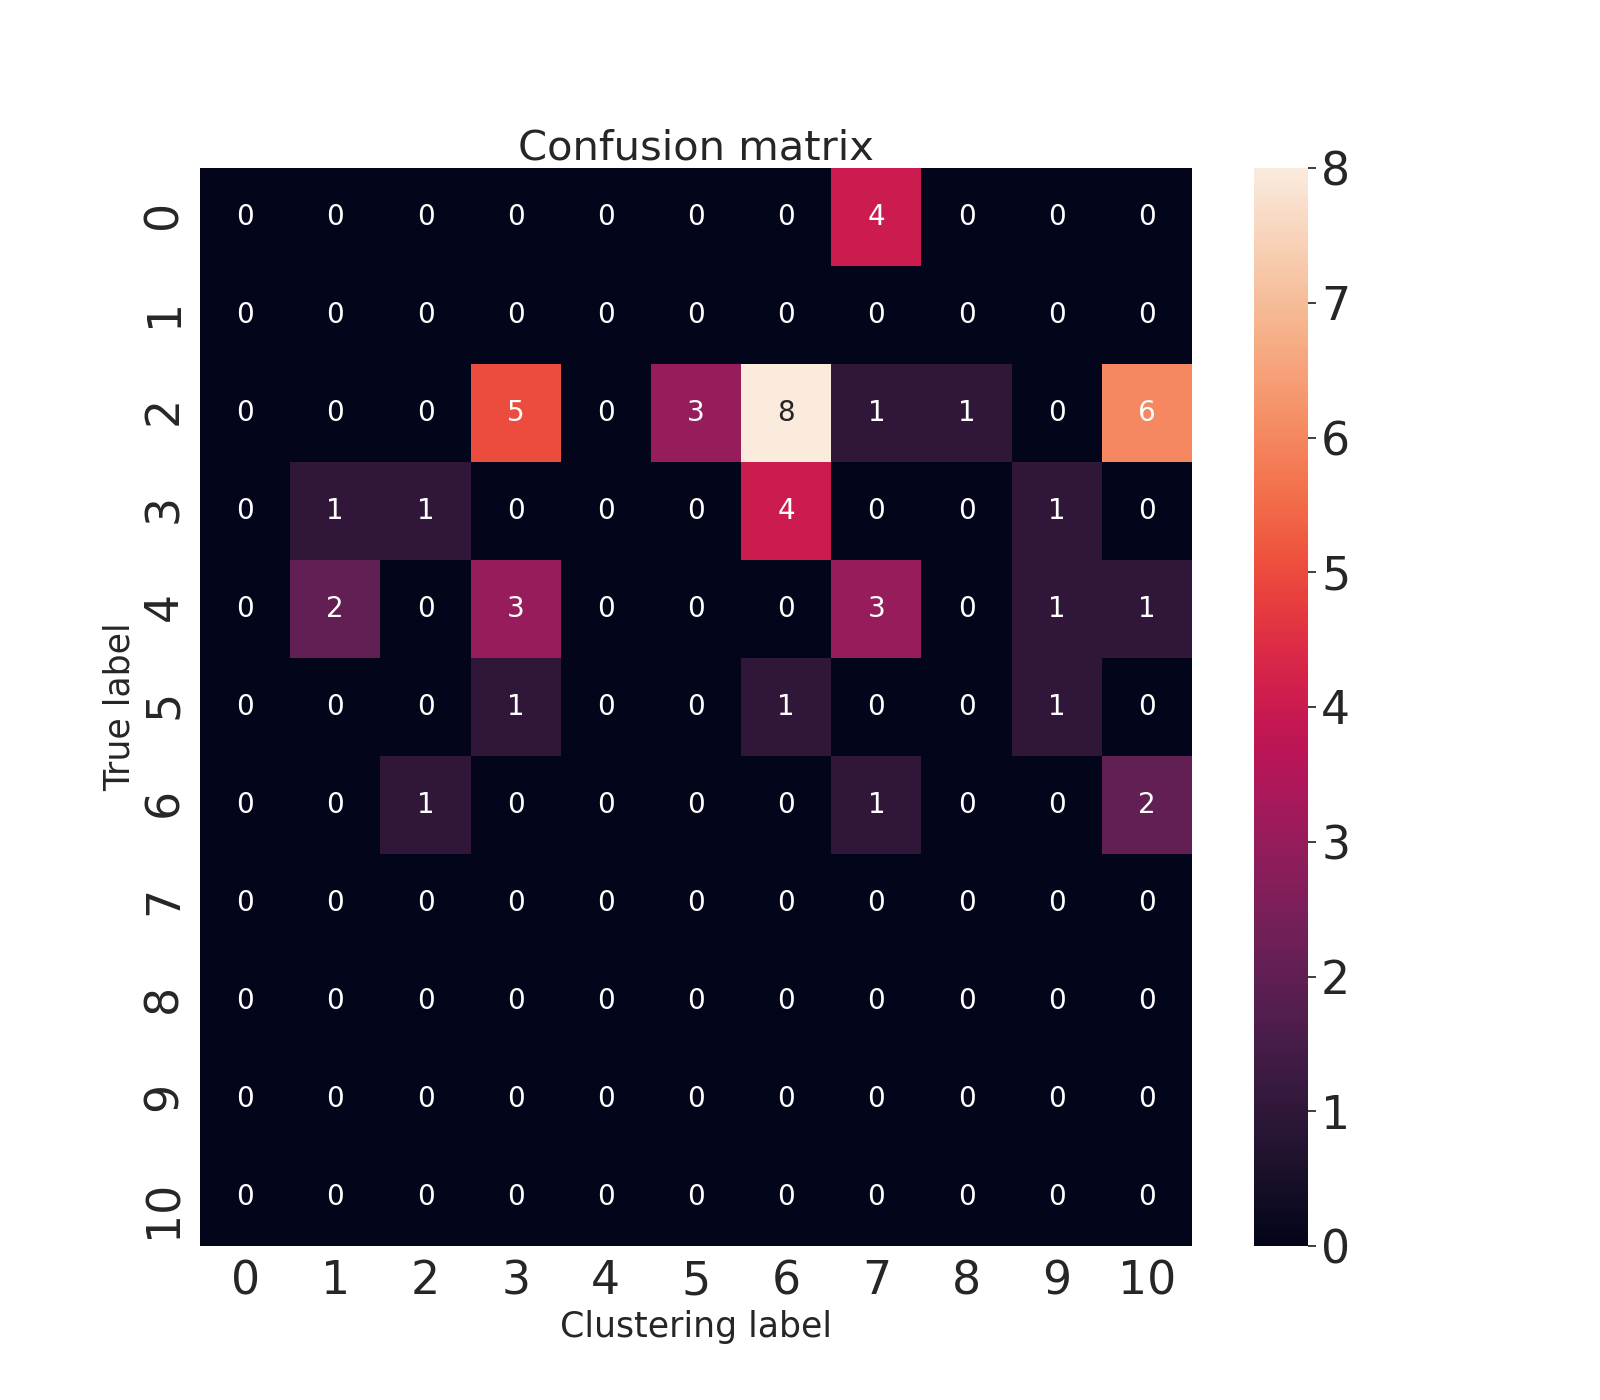 Confusion matrix
0 0 0 0 0 0 0 0 4 0 0 0
1 0 0 0 0 0 0 0 0 0 0 0
2 0 0 0 5 0 3 8 1 1 0 6
3 0 1 1 0 0 0 4 0 0 1 0
4 0 2 0 3 0 0 0 3 0 1 1
5 0 0 0 1 0 0 1 0 0 1 0
6 0 0 1 0 0 0 0 1 0 0 2
7 0 0 0 0 0 0 0 0 0 0 0
8 0 0 0 0 0 0 0 0 0 0 0
9 0 0 0 0 0 0 0 0 0 0 0
10 0 0 0 0 0 0 0 0 0 0 0
True label
0 1 2 3 4 5 6 7 8 9 10
Clustering label
8
7
6
5
4
3
2
1
0